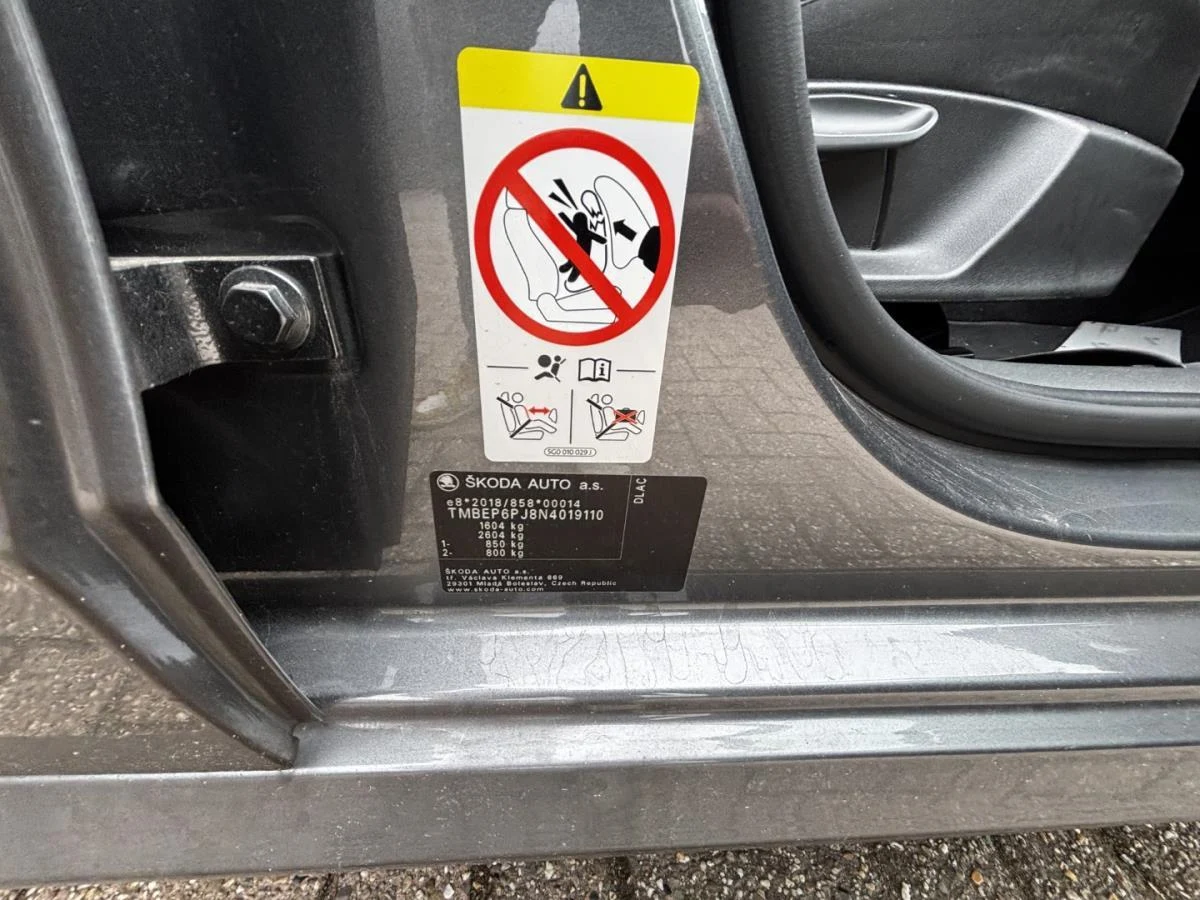 5G0 010 029 J
ŠKODA AUTO a.s.
DLAC
e8*2018/858*00014
TMBEP6PJ8N4019110
1604 kg
2604 kg
1- 850 kg
2- 800 kg
ŠKODA AUTO a.s.
tř. Václava Klementa 869
29301 Mladá Boleslav, Czech Republic
www.skoda-auto.com